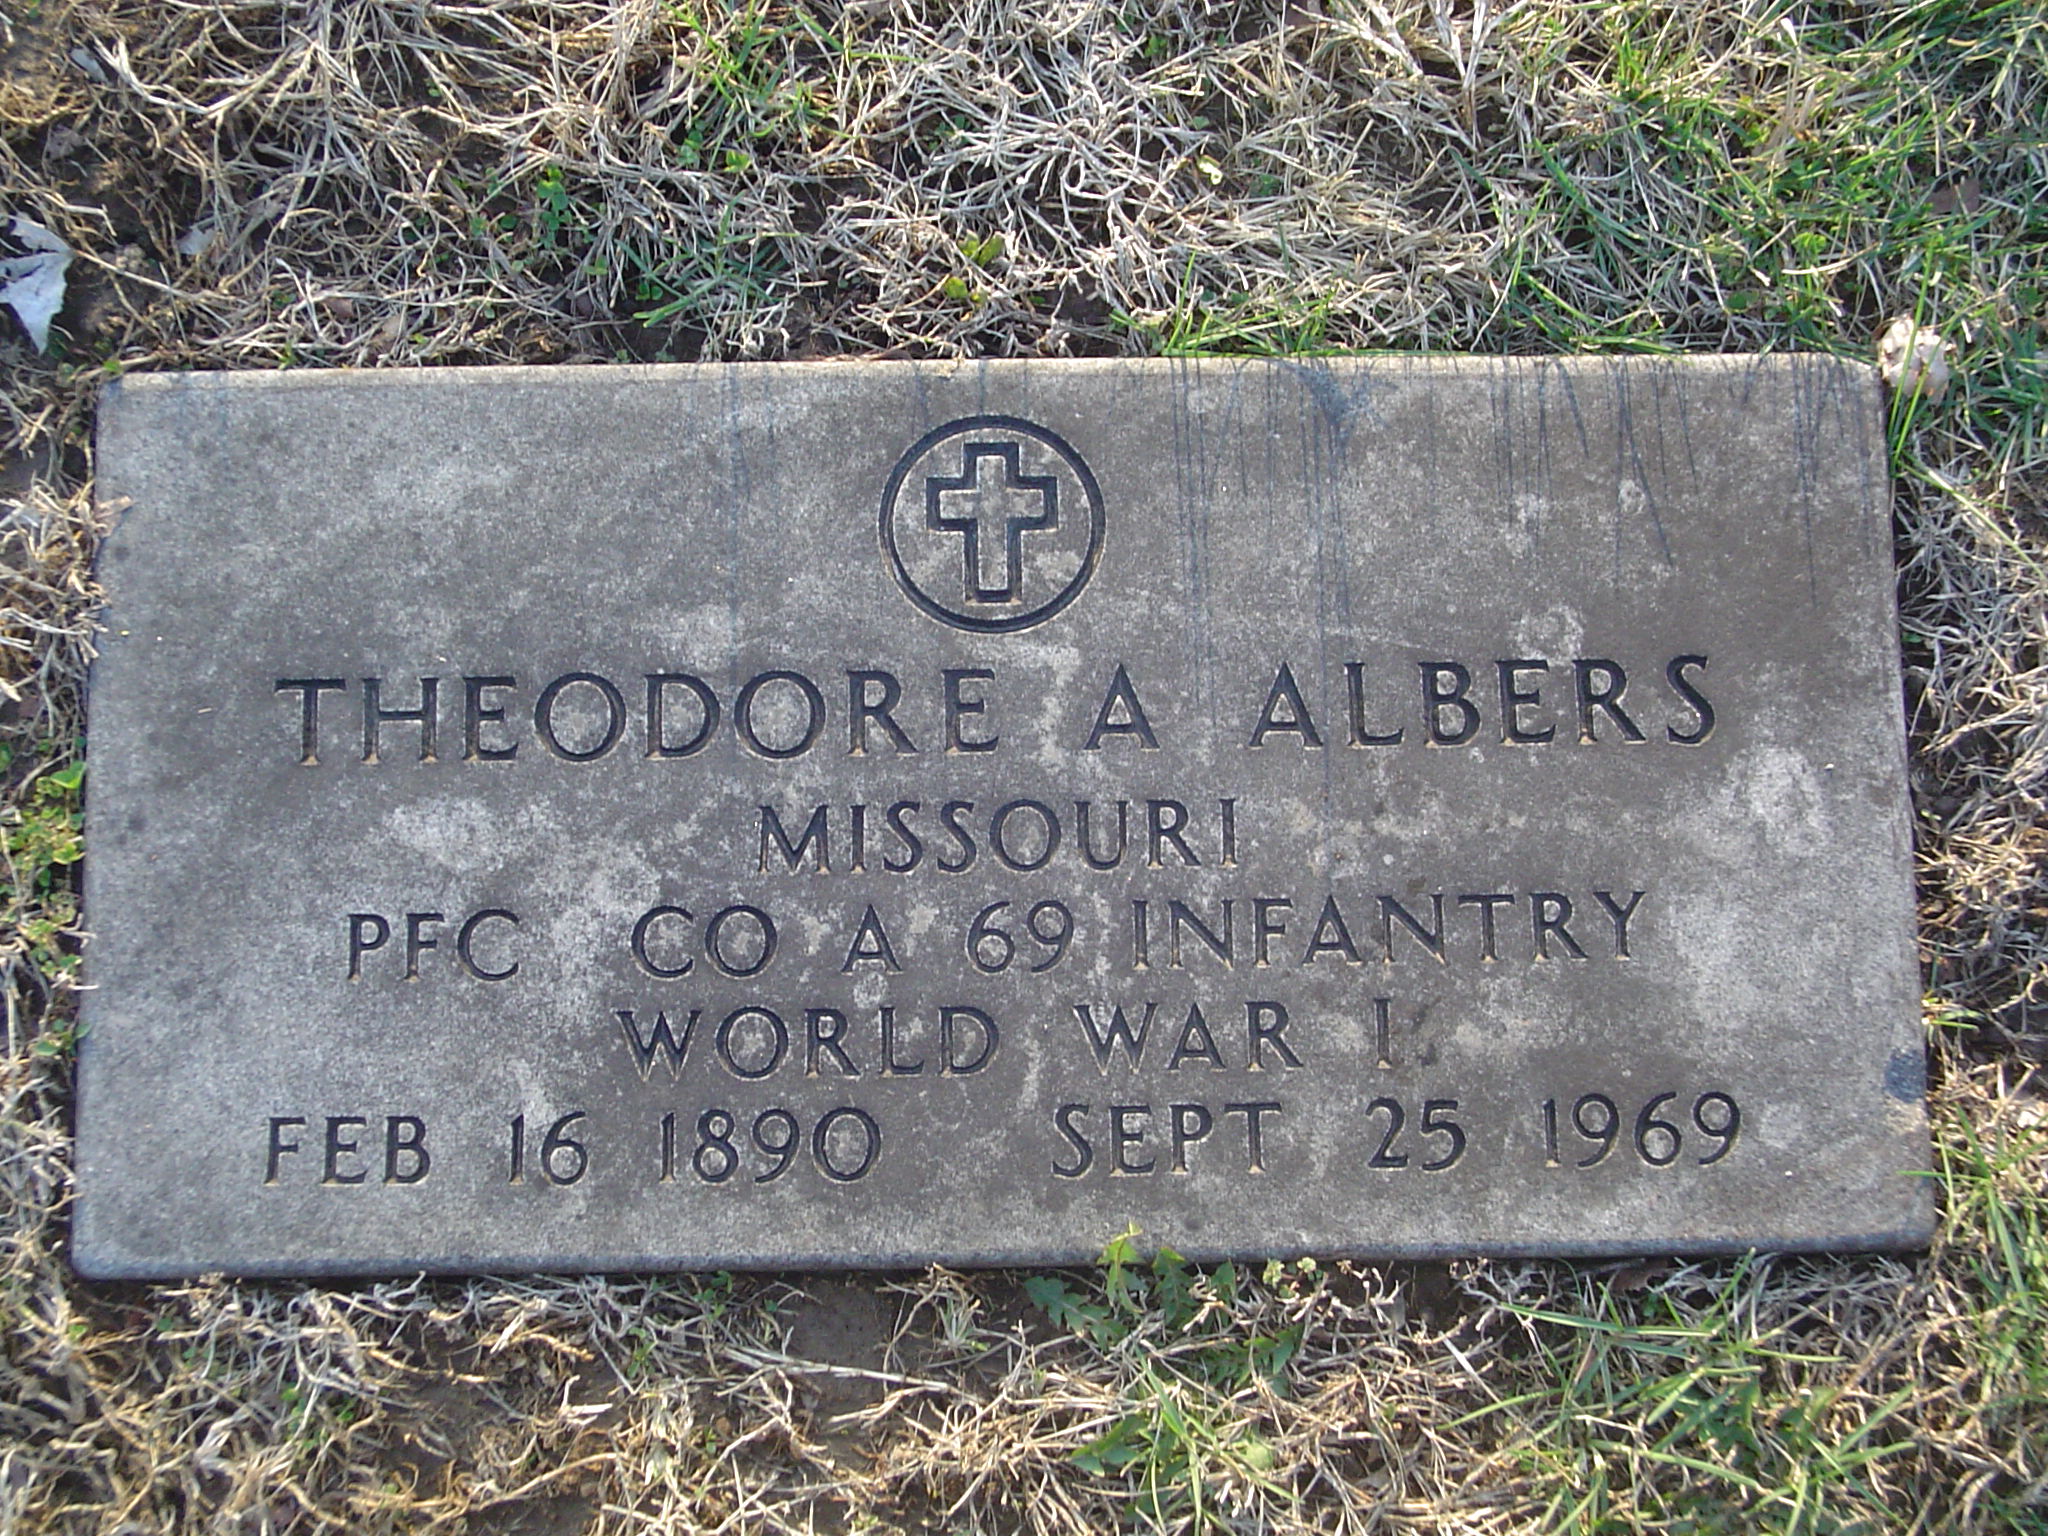 THEODORE A ALBERS
MISSOURI
PFC CO A 69 INFANTRY
WORLD WAR I
FEB 16 1890 SEPT 25 1969